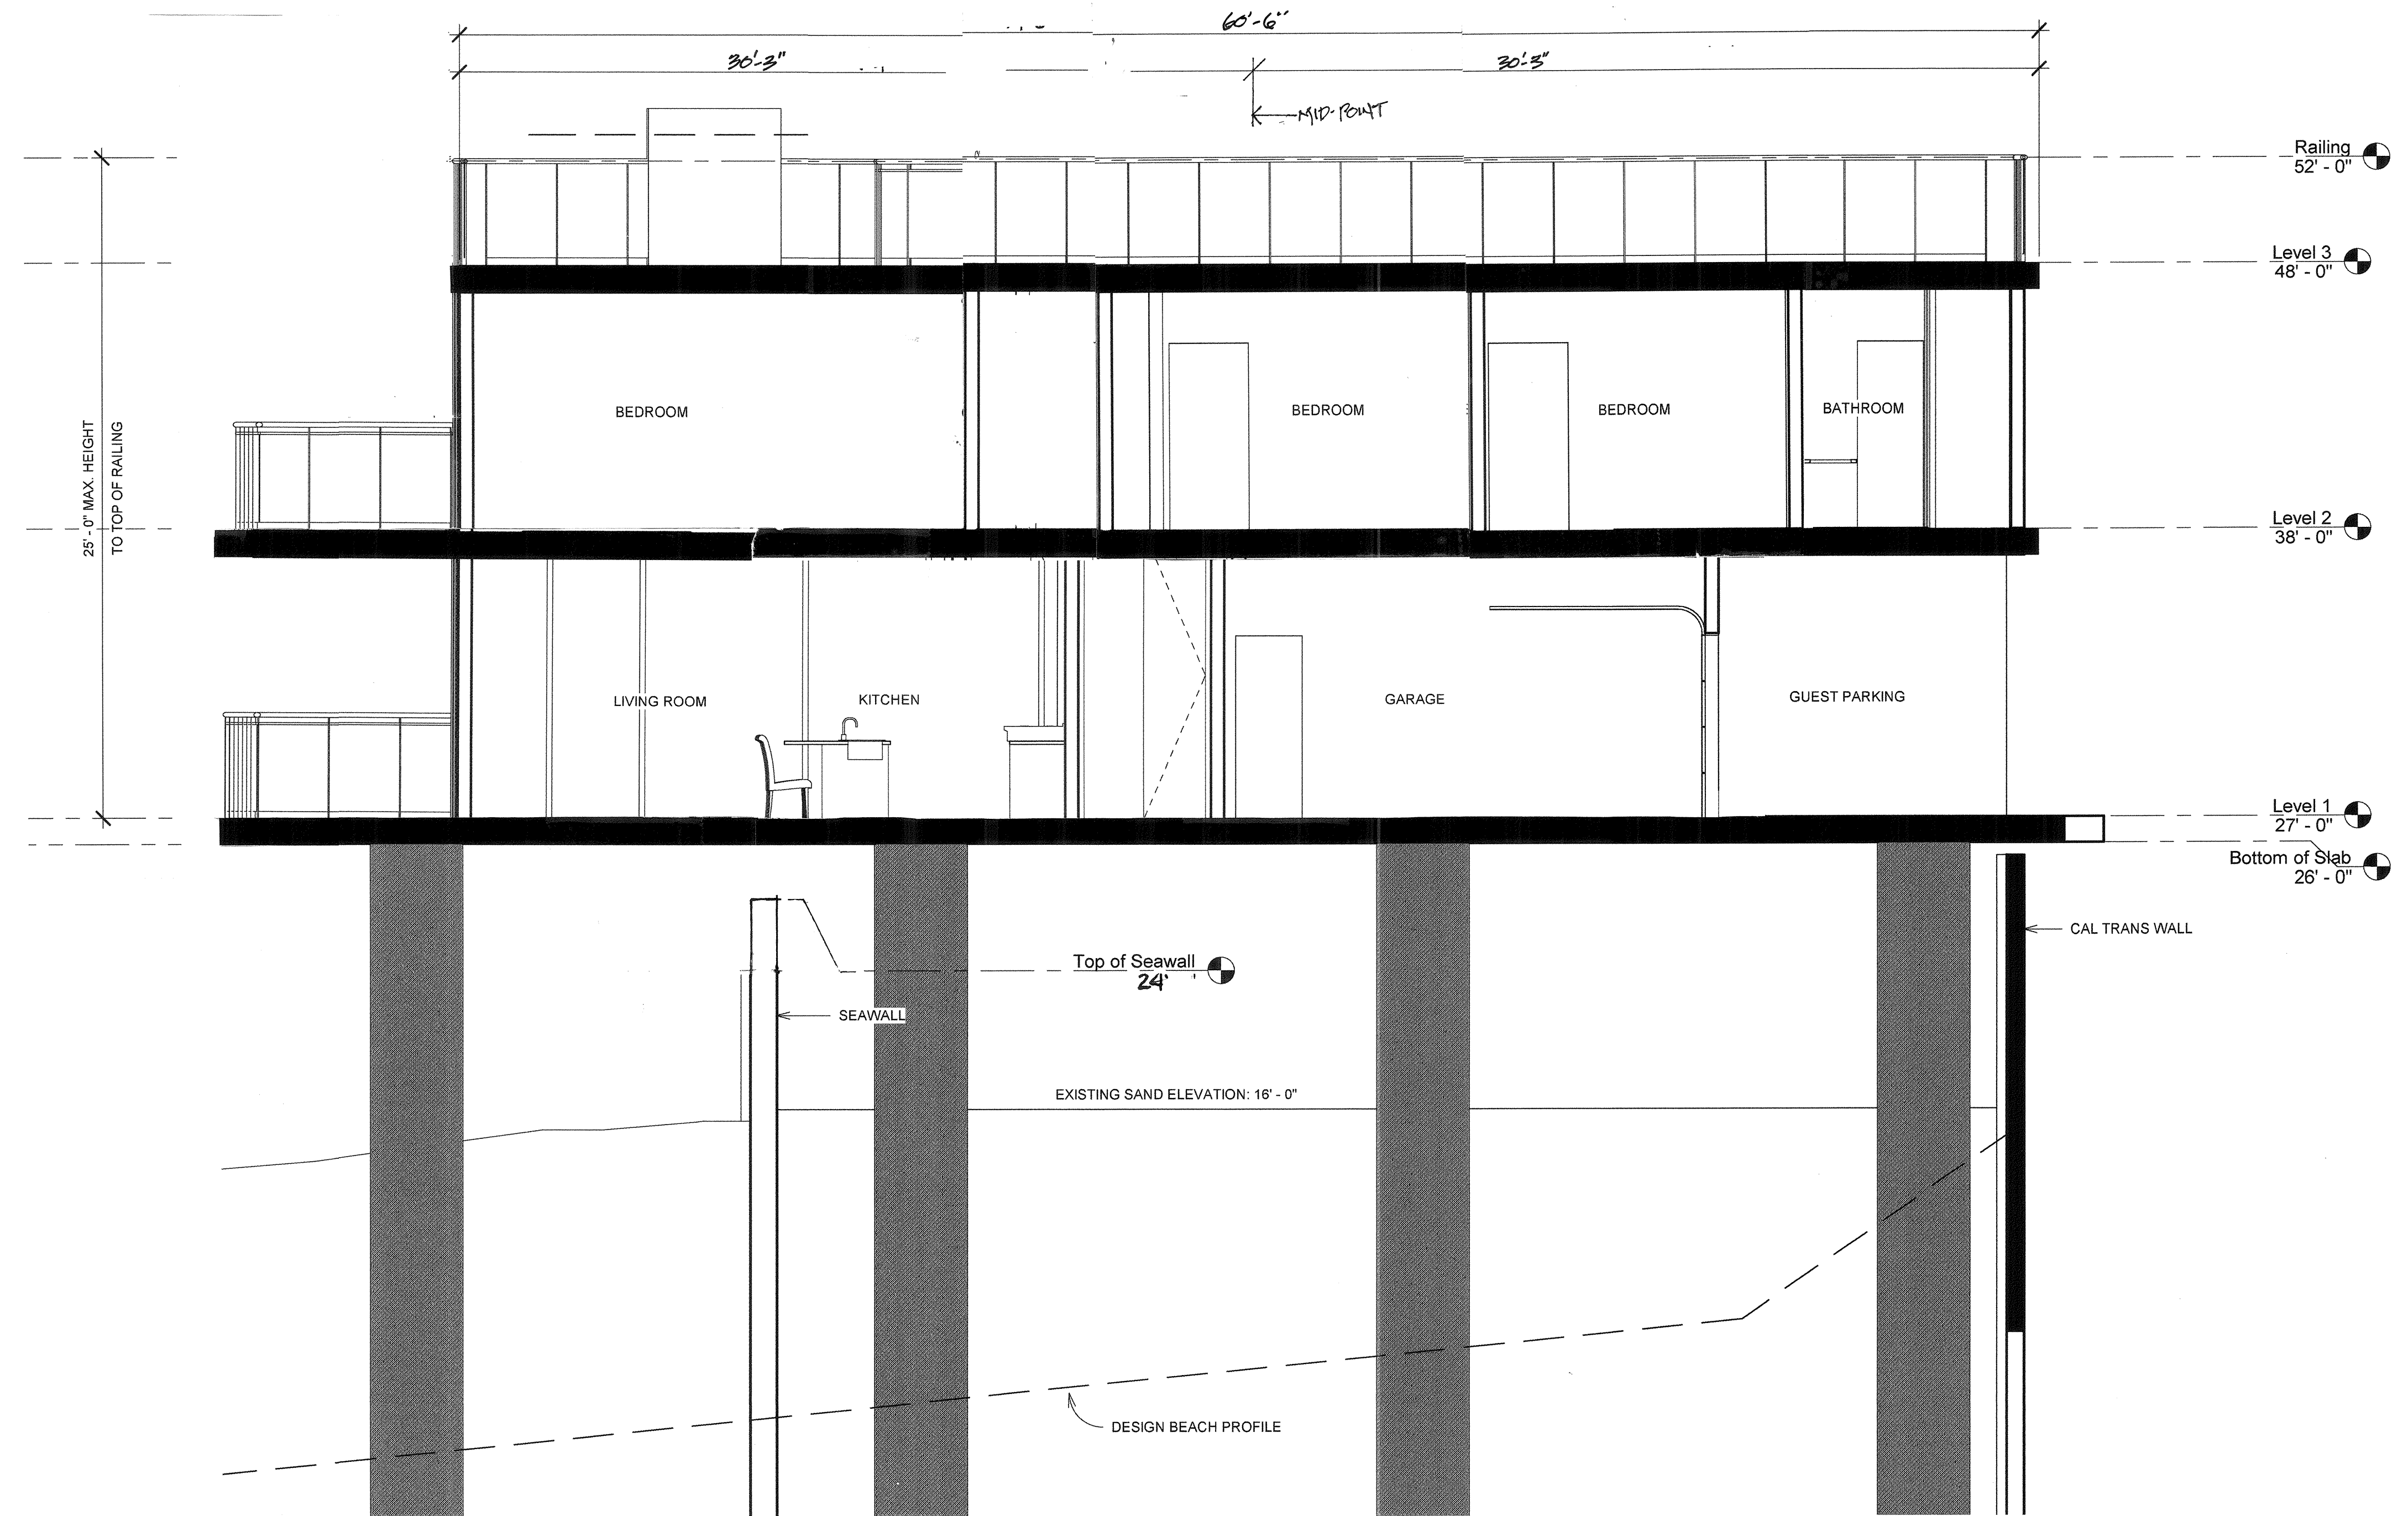 60'-6"
30'-3"
30'-3"
MID-POINT
Railing
52' - 0"
Level 3
48' - 0"
BEDROOM
BEDROOM
BEDROOM
BATHROOM
25' - 0" MAX. HEIGHT
TO TOP OF RAILING
Level 2
38' - 0"
LIVING ROOM
KITCHEN
GARAGE
GUEST PARKING
Level 1
27' - 0"
Bottom of Slab
26' - 0"
CAL TRANS WALL
Top of Seawall
24' '
SEAWALL
EXISTING SAND ELEVATION: 16' - 0"
DESIGN BEACH PROFILE